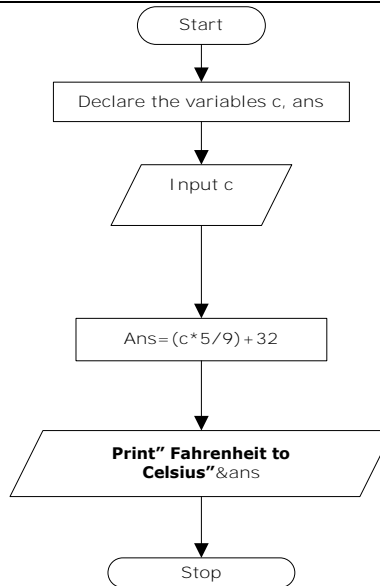 Start
Declare the variables c, ans
Input c
Ans=(c*5/9)+32
Print” Fahrenheit to
Celsius”&ans
Stop